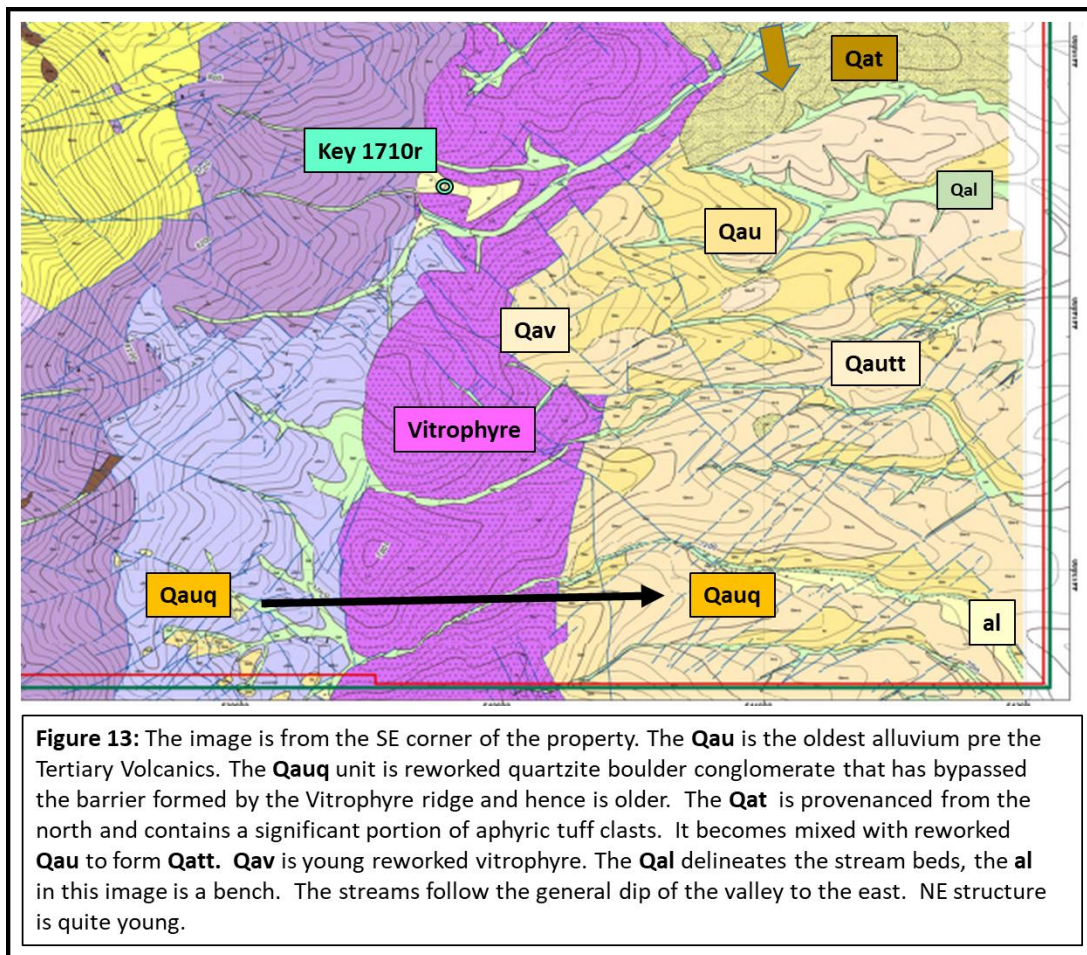 Qat
Key 1710r
Qal
Qau
Qav
Qautt
Vitrophyre
Qauq
Qauq
al
Figure 13: The image is from the SE corner of the property. The Qau is the oldest alluvium pre the
Tertiary Volcanics. The Qauq unit is reworked quartzite boulder conglomerate that has bypassed
the barrier formed by the Vitrophyre ridge and hence is older. The Qat is provenanced from the
north and contains a significant portion of aphyric tuff clasts. It becomes mixed with reworked
Qau to form Qatt. Qav is young reworked vitrophyre. The Qal delineates the stream beds, the al
in this image is a bench. The streams follow the general dip of the valley to the east. NE structure
is quite young.